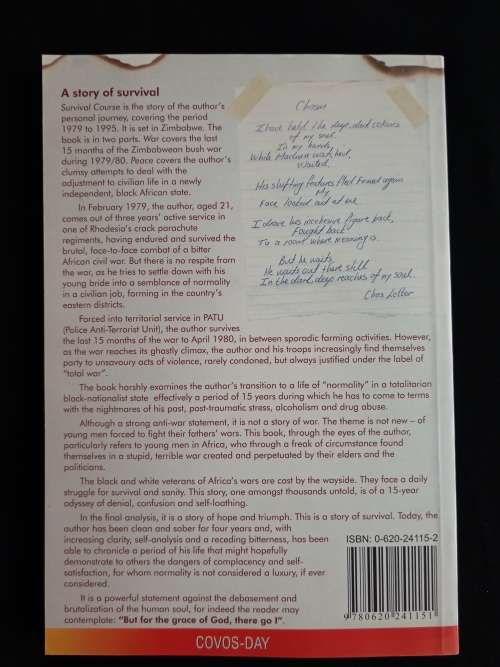 A story of survival
Survival Course is the story of the author's
personal journey, covering the period
1979 to 1995. It is set in Zimbabwe. The
book is in two parts. War covers the last
15 months of the Zimbabwean bush war
during 1979/80. Peace covers the author's
clumsy attempts to deal with the
adjustment to civilian life in a newly
independent, black African state.
In February 1979, the author, aged 21,
comes out of three years' active service in
one of Rhodesia's crack parachute
regiments, having endured and survived the
brutal, face-to-face combat of a bitter
African civil war. But there is no respite from
the war, as he tries to settle down with his
young bride into a semblance of normality
in a civilian job, farming in the country's
eastern districts.
Forced into territorial service in PATU
(Police Anti-Terrorist Unit), the author survives
the last 15 months of the war to April 1980, in between sporadic farming activities. However,
as the war reaches its ghastly climax, the author and his troops increasingly find themselves
party to unsavoury acts of violence, rarely condoned, but always justified under the label of
"total war".
The book harshly examines the author's transition to a life of "normality" in a totalitarian
black-nationalist state effectively a period of 15 years during which he has to come to terms
with the nightmares of his past, post-traumatic stress, alcoholism and drug abuse.
Although a strong anti-war statement, it is not a story of war. The theme is not new – of
young men forced to fight their fathers' wars. This book, through the eyes of the author,
particularly refers to young men in Africa, who through a freak of circumstance found
themselves in a stupid, terrible war created and perpetuated by their elders and the
politicians.
The black and white veterans of Africa's wars are cast by the wayside. They face a daily
struggle for survival and sanity. This story, one amongst thousands untold, is of a 15-year
odyssey of denial, confusion and self-loathing.
In the final analysis, it is a story of hope and triumph. This is a story of survival. Today, the
author has been clean and sober for four years and, with
increasing clarity, self-analysis and a receding bitterness, has been
able to chronicle a period of his life that might hopefully
demonstrate to others the dangers of complacency and self-
satisfaction, for whom normality is not considered a luxury, if ever
considered.
It is a powerful statement against the debasement and
brutalization of the human soul, for indeed the reader may
contemplate: "But for the grace of God, there go I".
Chasm
I have held the deep, dark colours
of my soul
In my hands,
While Madness watched,
Waited.
His shifting features fled Formed again
My
Face looked out at me
I drove his incohesive figure back,
Fought back
To a room where meaning is.
But he waits,
He waits out there still
In the dark, deep reaches of my soul.
Chas Lotter
ISBN: 0-620-24115-2
9 780620 241151
COVOS-DAY